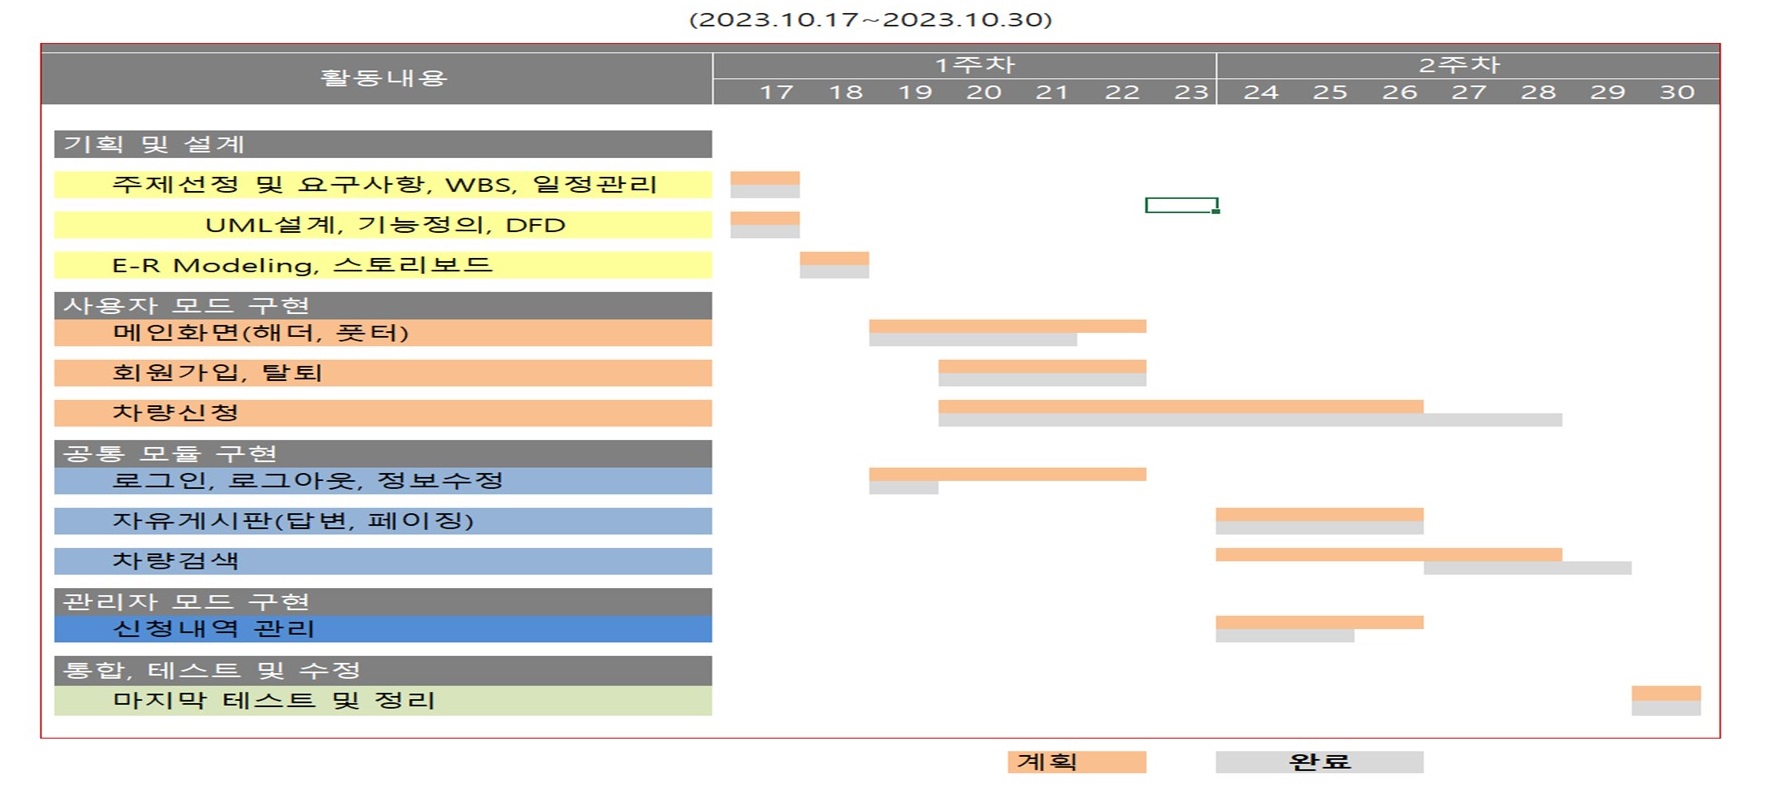 (2023.10.17~2023.10.30)
활동내용
1주차 2주차
17 18 19 20 21 22 23 24 25 26 27 28 29 30
기획 및 설계
주제선정 및 요구사항, WBS, 일정관리
UML설계, 기능정의, DFD
E-R Modeling, 스토리보드
사용자 모드 구현
메인화면(해더, 풋터)
회원가입, 탈퇴
차량신청
공통 모듈 구현
로그인, 로그아웃, 정보수정
자유게시판(답변, 페이징)
차량검색
관리자 모드 구현
신청내역 관리
통합, 테스트 및 수정
마지막 테스트 및 정리
계획 완료